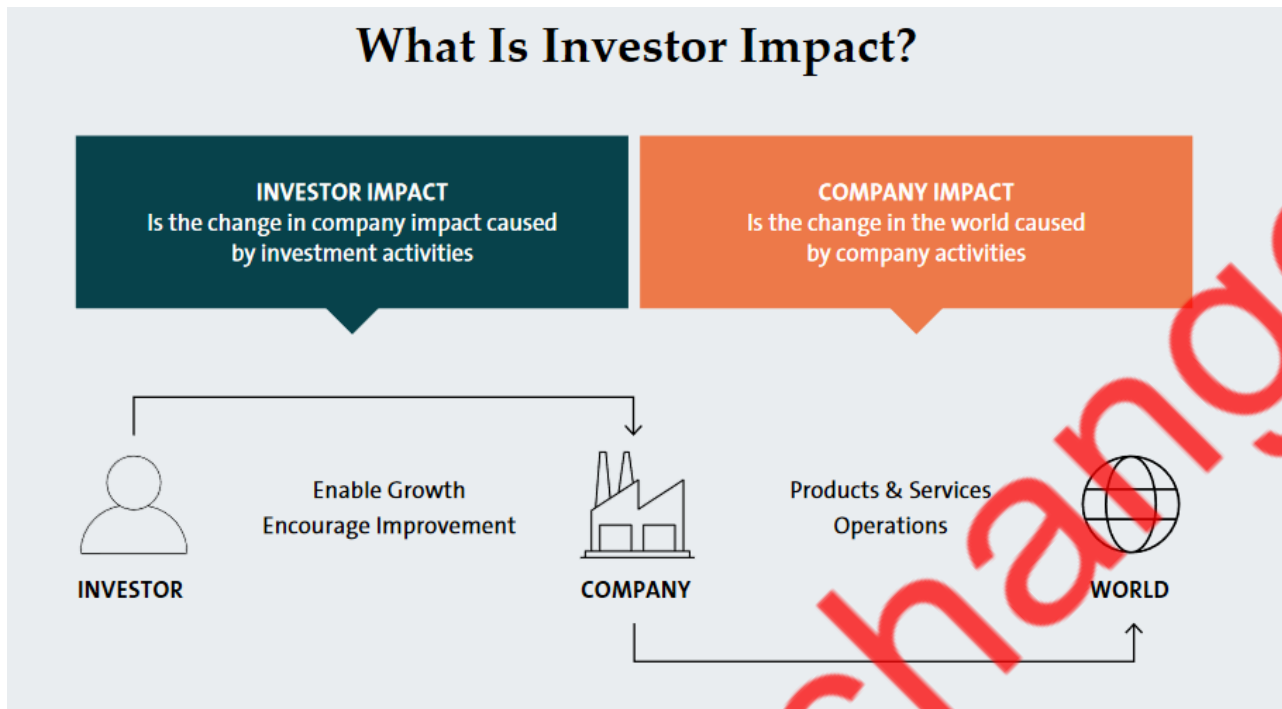 What Is Investor Impact?
INVESTOR IMPACT
Is the change in company impact caused
by investment activities
COMPANY IMPACT
Is the change in the world caused
by company activities
Enable Growth
Encourage Improvement
Products & Services
Operations
INVESTOR
COMPANY
WORLD